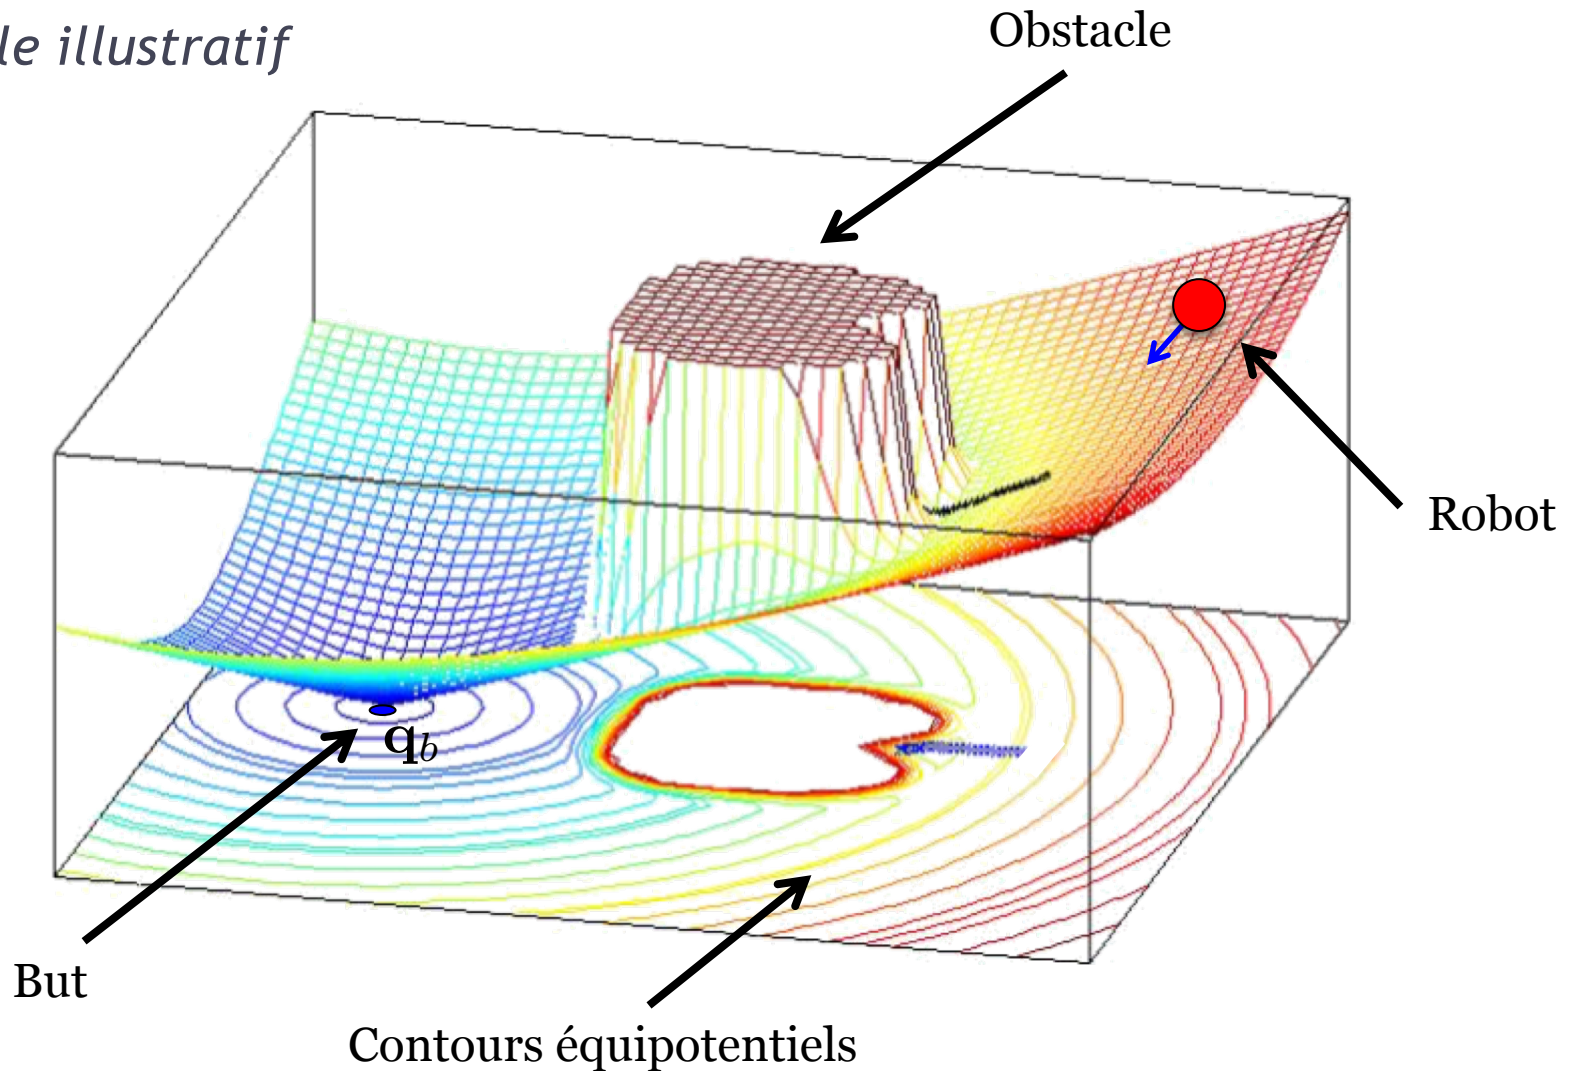 le illustratif
Obstacle
Robot
q_b
But
Contours équipotentiels